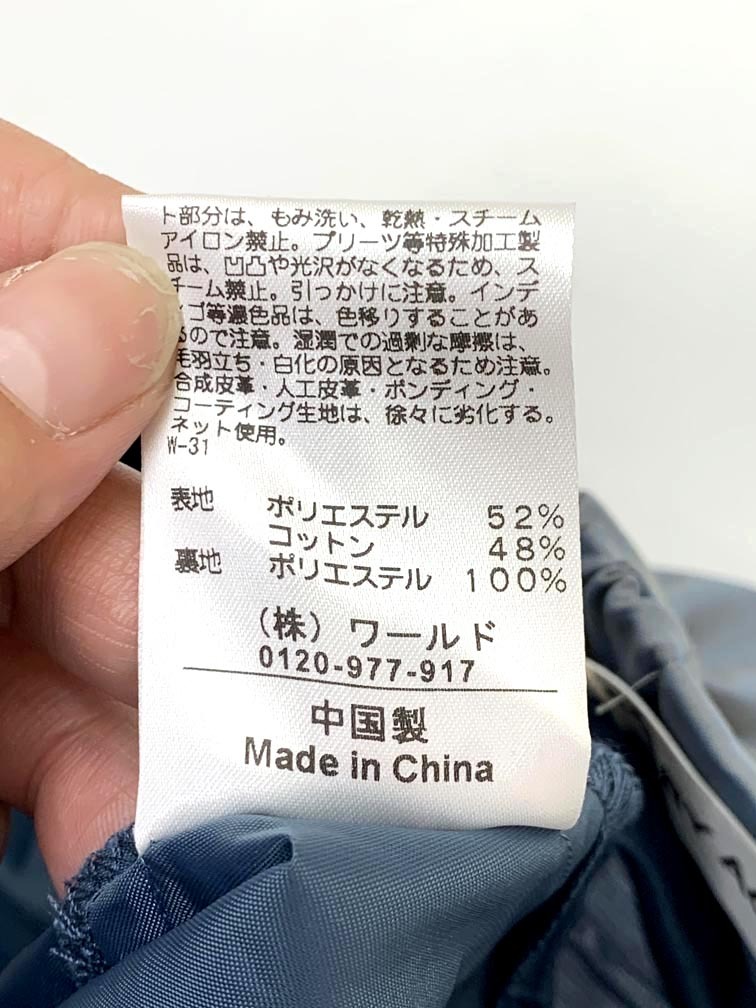 ト部分は、もみ洗い、乾熱・スチーム
アイロン禁止。プリーツ等特殊加工製
品は、凹凸や光沢がなくなるため、ス
チーム禁止。引っかけに注意。インデ
ィゴ等濃色品は、色移りすることがあ
るので注意。湿潤での過剰な摩擦は、
毛羽立ち・白化の原因となるため注意。
合成皮革・人工皮革・ボンディング・
コーティング生地は、徐々に劣化する。
ネット使用。
W-31
表地 ポリエステル 52%
コットン 48%
裏地 ポリエステル 100%
(株) ワールド
0120-977-917
中国製
Made in China